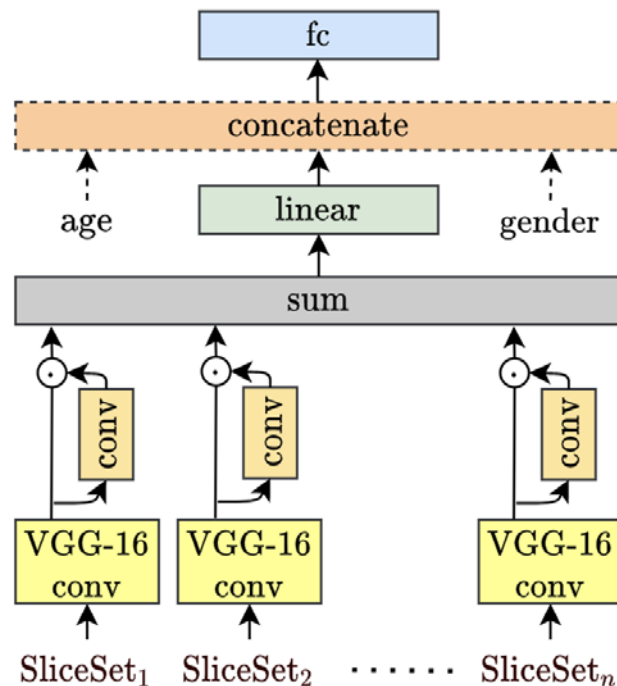 fc
concatenate
age
linear
gender
sum
conv
conv
conv
VGG-16
conv
VGG-16
conv
VGG-16
conv
SliceSet₁ SliceSet₂ ······ SliceSetₙ